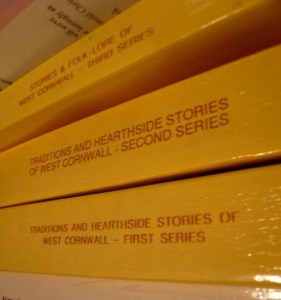 STORIES & FOLK-LORE OF
WEST CORNWALL - THIRD SERIES
TRADITIONS AND HEARTHSIDE STORIES
OF WEST CORNWALL - SECOND SERIES
TRADITIONS AND HEARTHSIDE STORIES OF
WEST CORNWALL - FIRST SERIES